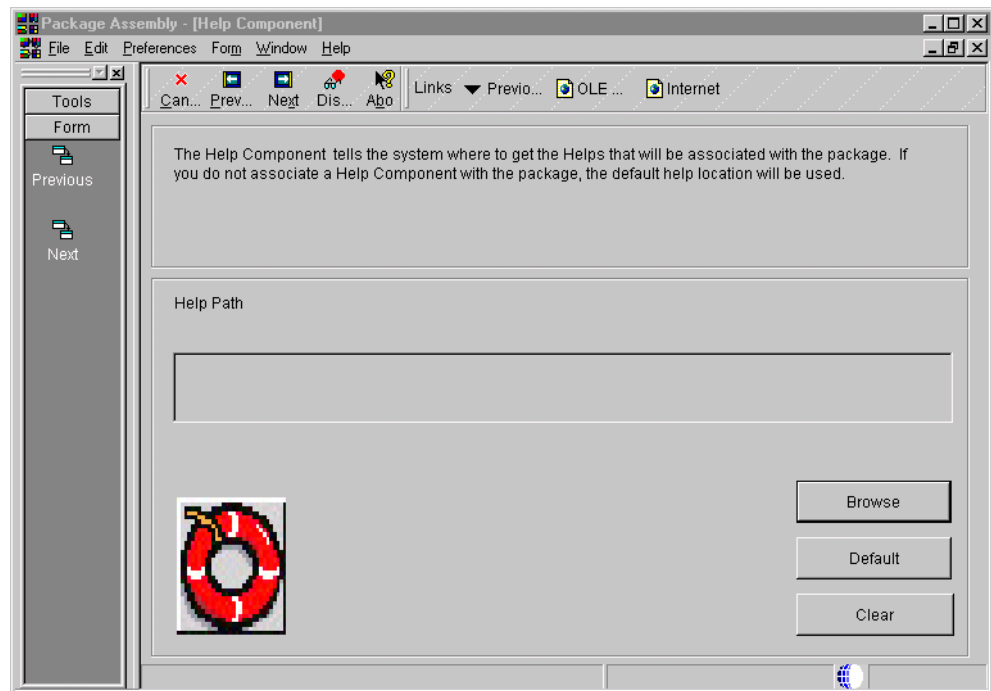 Package Assembly - [Help Component]
File Edit Preferences Form Window Help
Tools
Form
Previous
Next
Can... Prev... Next Dis... Abo
Links Previo... OLE ... Internet
The Help Component tells the system where to get the Helps that will be associated with the package. If
you do not associate a Help Component with the package, the default help location will be used.
Help Path
Browse
Default
Clear